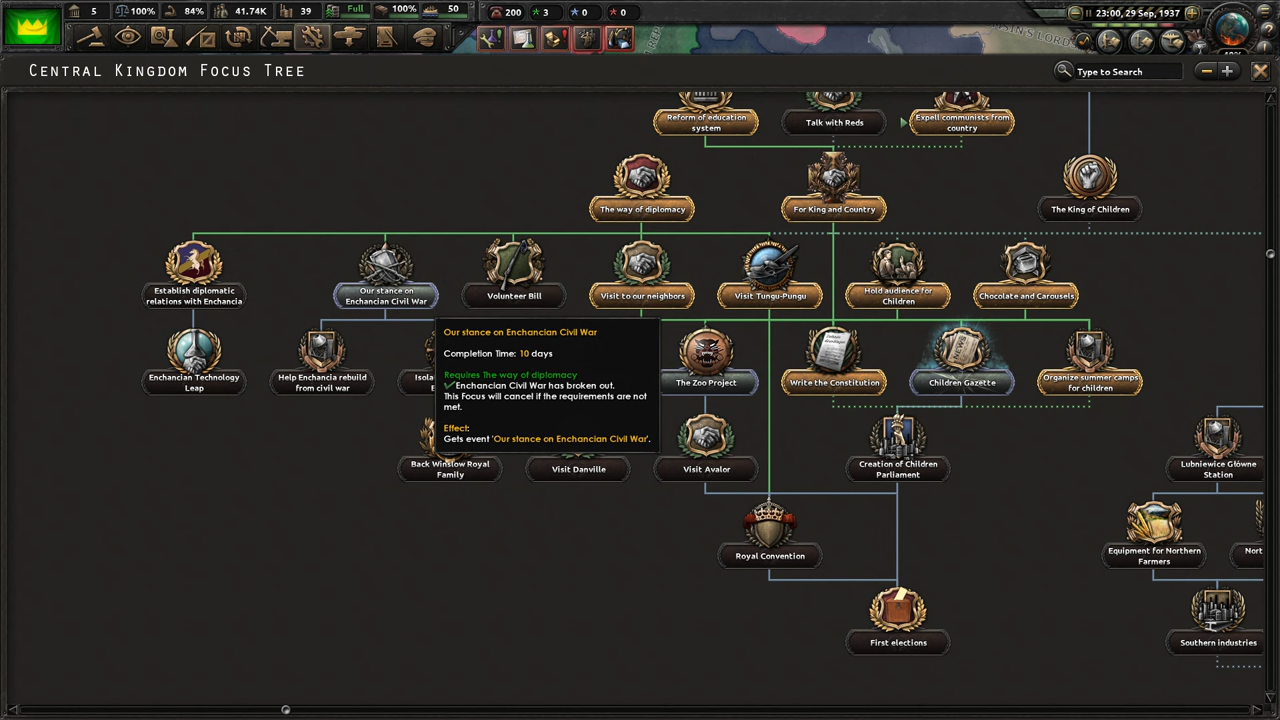 5 100% 84% 41.74K 39 Full 100% 50 200 3 0 0 23:00, 29 Sep, 1937
CENTRAL KINGDOM FOCUS TREE
Type to Search
Reform of education
system
Talk with Reds
Expell communists from
country
The way of diplomacy
For King and Country
The King of Children
Establish diplomatic
relations with Enchancia
Our stance on
Enchancian Civil War
Volunteer Bill
Visit to our neighbors
Visit Tungu-Pungu
Hold audience for
Children
Chocolate and Carousels
Our stance on Enchancian Civil War
Completion Time: 10 days
Requires The way of diplomacy
Enchancian Civil War has broken out.
This Focus will cancel if the requirements are not
met.
Effect:
Gets event 'Our stance on Enchancian Civil War'.
Enchancian Technology
Leap
Help Enchancia rebuild
from civil war
Isola
The Zoo Project
Write the Constitution
NEWS
Children Gazette
Organize summer camps
for children
Back Winslow Royal
Family
Visit Danville
Visit Avalor
Creation of Children
Parliament
Lubniewice Główne
Station
Royal Convention
Equipment for Northern
Farmers
Nort
First elections
Southern industries